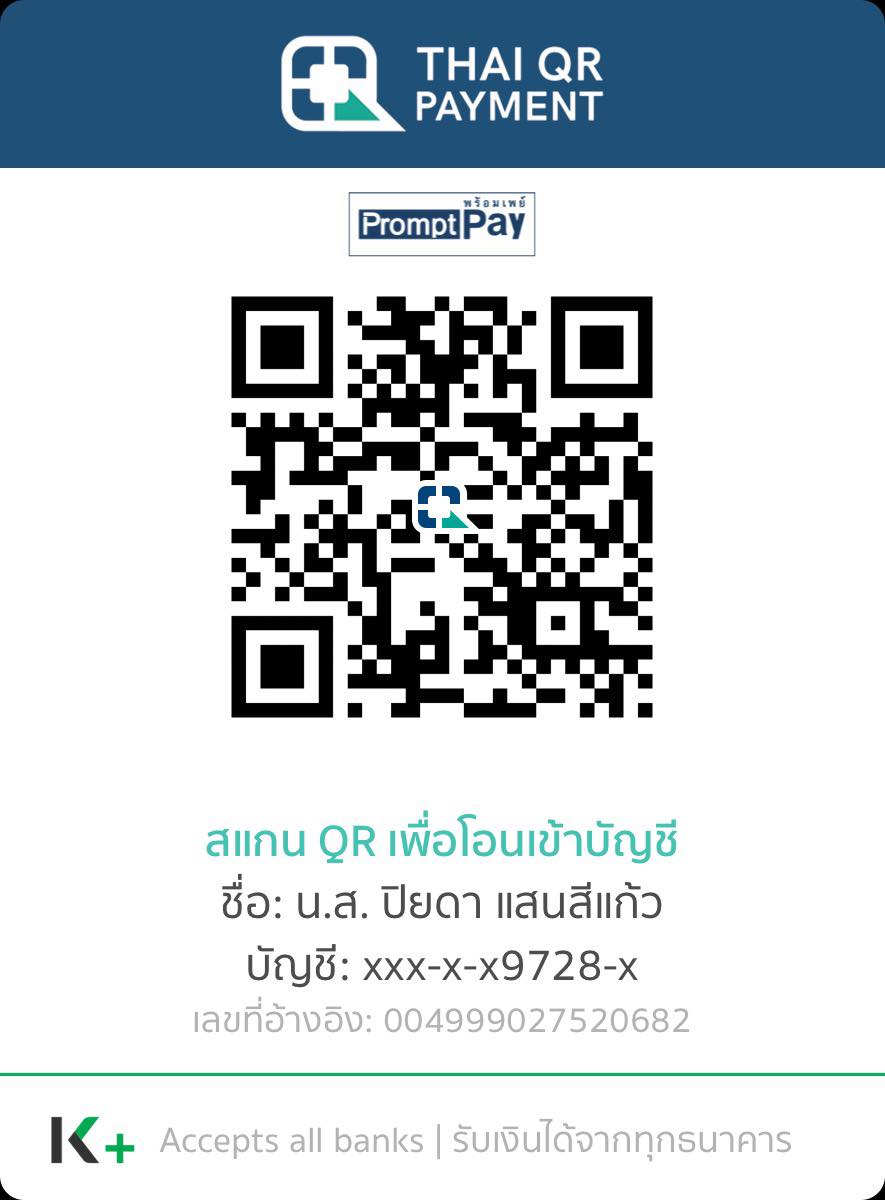 THAI QR
PAYMENT
พร้อมเพย์
PromptPay
สแกน QR เพื่อโอนเข้าบัญชี
ชื่อ: น.ส. ปิยดา แสนสีแก้ว
บัญชี: xxx-x-x9728-x
เลขที่อ้างอิง: 004999027520682
K+ Accepts all banks | รับเงินได้จากทุกธนาคาร